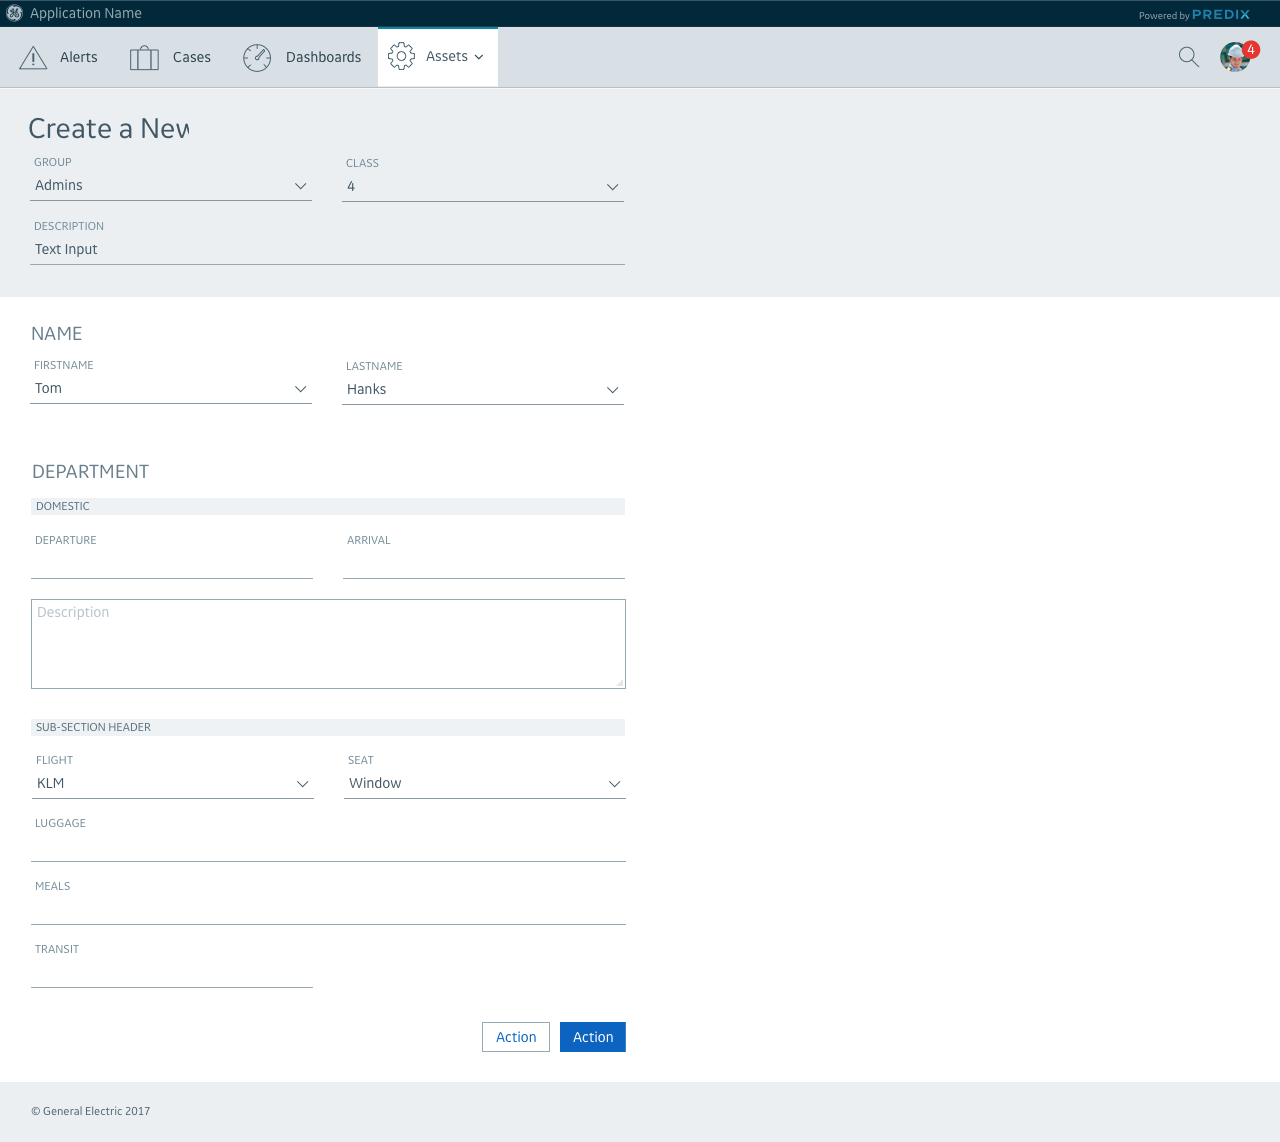 Application Name
Powered by PREDIX
Alerts
Cases
Dashboards
Assets
4
Create a New
GROUP
CLASS
Admins
4
DESCRIPTION
Text Input
NAME
FIRSTNAME
LASTNAME
Tom
Hanks
DEPARTMENT
DOMESTIC
DEPARTURE
ARRIVAL
Description
SUB-SECTION HEADER
FLIGHT
SEAT
KLM
Window
LUGGAGE
MEALS
TRANSIT
Action
Action
© General Electric 2017